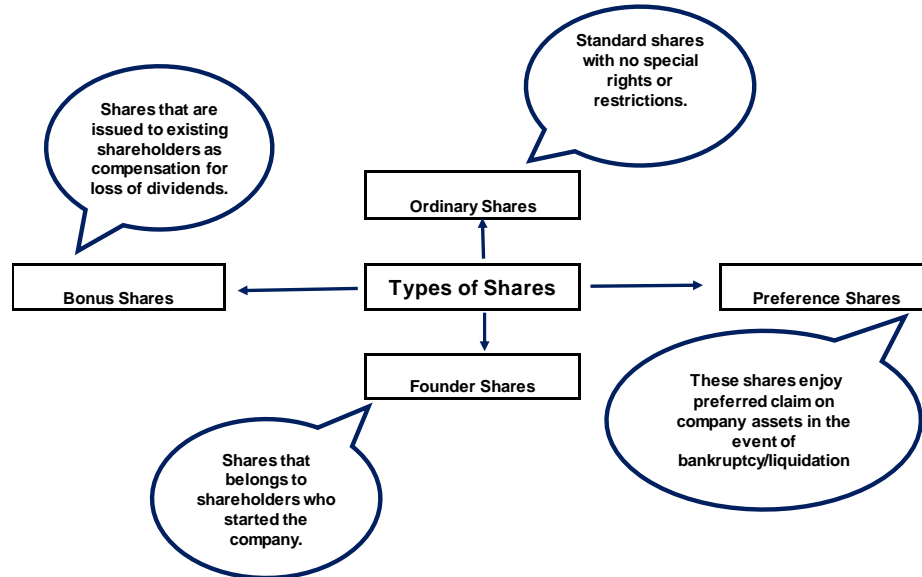 Standard shares
with no special
rights or
restrictions.
Shares that are
issued to existing
shareholders as
compensation for
loss of dividends.
Ordinary Shares
Bonus Shares
Types of Shares
Preference Shares
Founder Shares
These shares enjoy
preferred claim on
company assets in the
event of
bankruptcy/liquidation
Shares that
belongs to
shareholders who
started the
company.